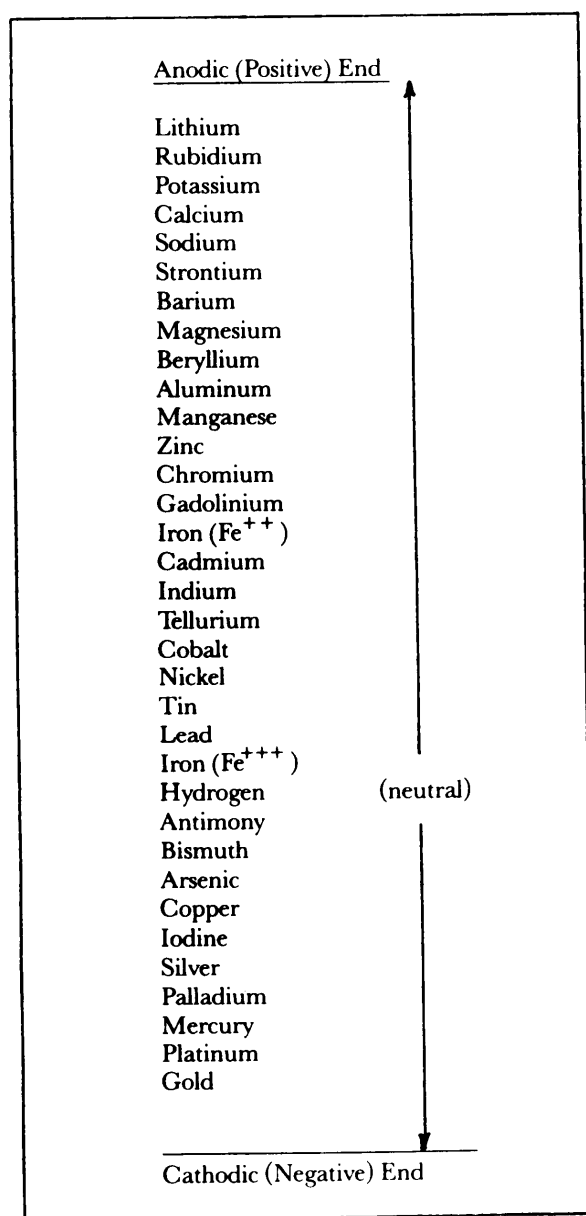 Anodic (Positive) End
Lithium
Rubidium
Potassium
Calcium
Sodium
Strontium
Barium
Magnesium
Beryllium
Aluminum
Manganese
Zinc
Chromium
Gadolinium
Iron (Fe⁺⁺)
Cadmium
Indium
Tellurium
Cobalt
Nickel
Tin
Lead
Iron (Fe⁺⁺⁺)
Hydrogen (neutral)
Antimony
Bismuth
Arsenic
Copper
Iodine
Silver
Palladium
Mercury
Platinum
Gold
Cathodic (Negative) End